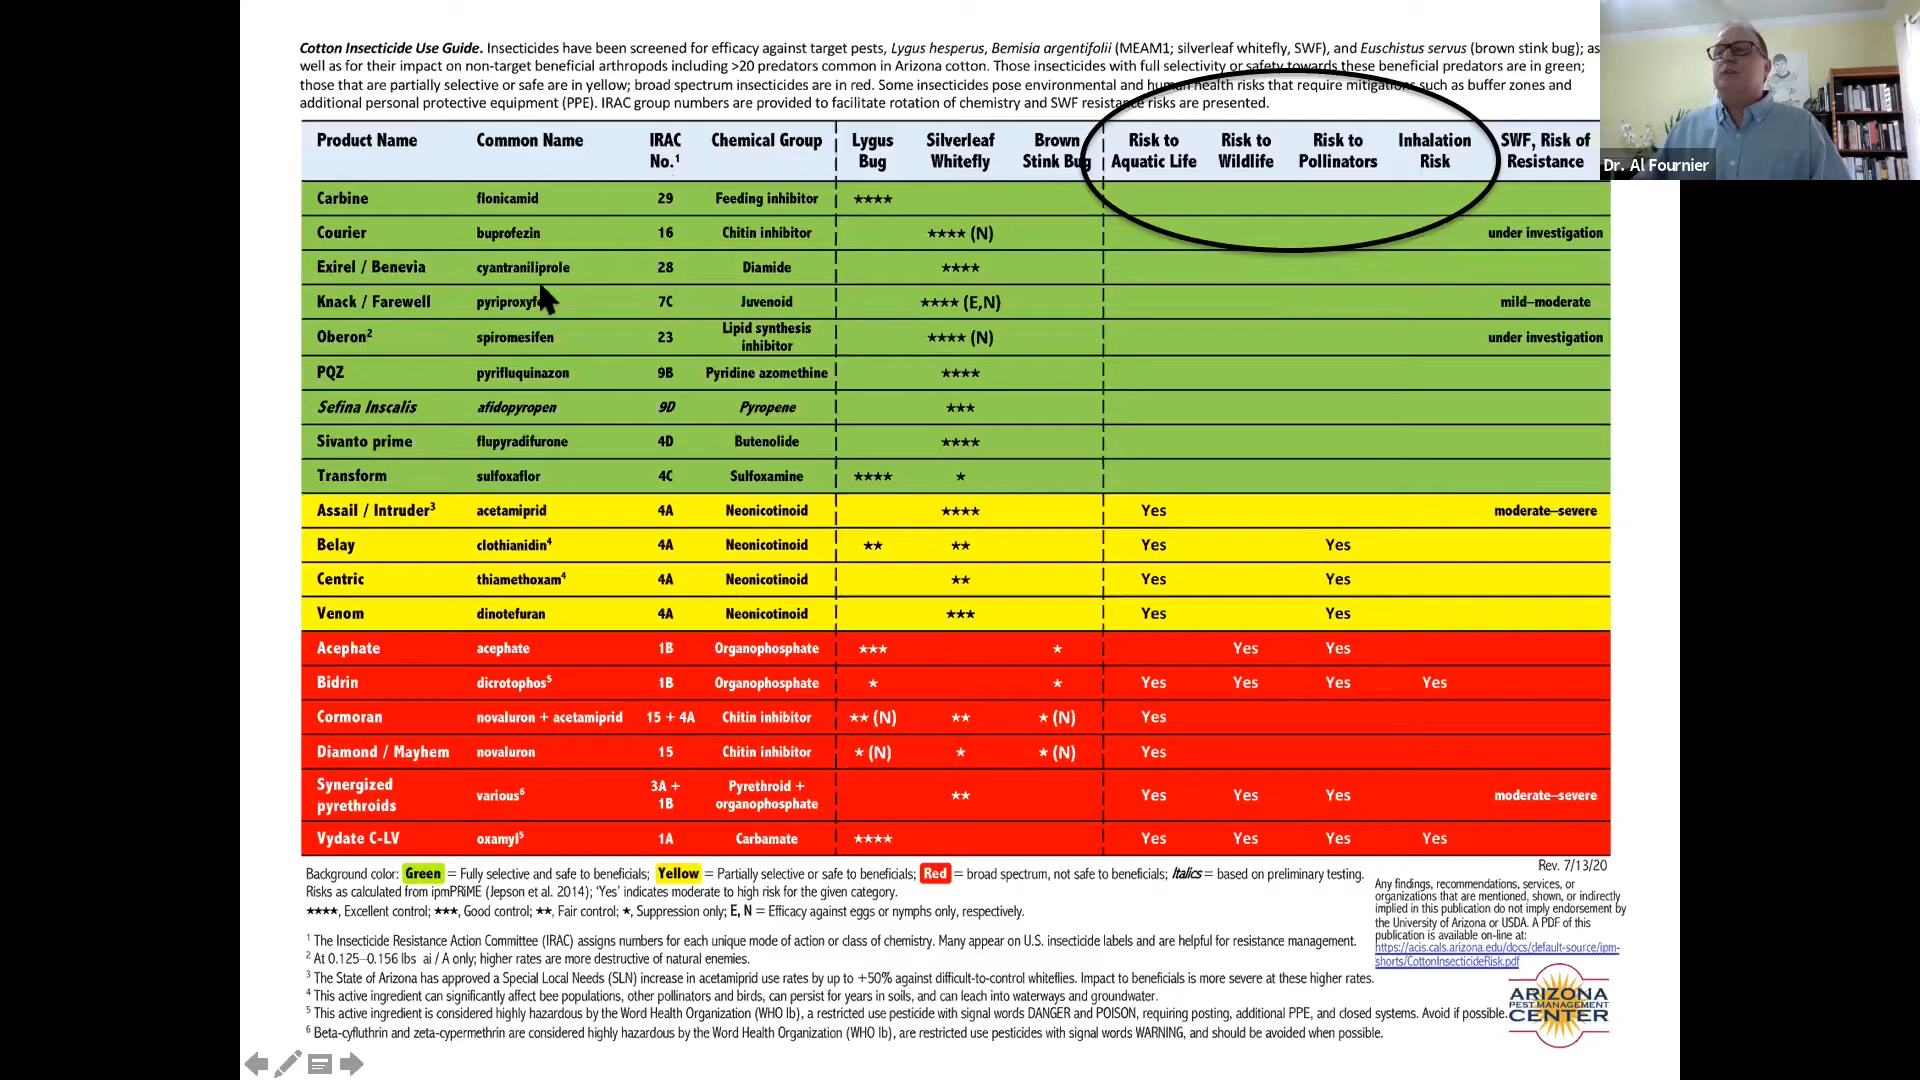 Cotton Insecticide Use Guide. Insecticides have been screened for efficacy against target pests, Lygus hesperus, Bemisia argentifolii (MEAM1; silverleaf whitefly, SWF), and Euschistus servus (brown stink bug); as
well as for their impact on non-target beneficial arthropods including >20 predators common in Arizona cotton. Those insecticides with full selectivity or safety towards these beneficial predators are in green;
those that are partially selective or safe are in yellow; broad spectrum insecticides are in red. Some insecticides pose environmental and human health risks that require mitigations such as buffer zones and
additional personal protective equipment (PPE). IRAC group numbers are provided to facilitate rotation of chemistry and SWF resistance risks are presented.
Dr. Al Fournier
Product Name Common Name IRAC No.¹ Chemical Group Lygus Bug Silverleaf Whitefly Brown Stink Bug Risk to Aquatic Life Risk to Wildlife Risk to Pollinators Inhalation Risk SWF, Risk of Resistance
Carbine flonicamid 29 Feeding inhibitor ★★★★
Courier buprofezin 16 Chitin inhibitor ★★★★ (N) under investigation
Exirel / Benevia cyantraniliprole 28 Diamide ★★★★
Knack / Farewell 7C Juvenoid ★★★★ (E,N) mild–moderate
Oberon² spiromesifen 23 Lipid synthesis inhibitor ★★★★ (N) under investigation
PQZ pyrifluquinazon 9B Pyridine azomethine ★★★★
Sefina Inscalis afidopyropen 9D Pyropene ★★★
Sivanto prime flupyradifurone 4D Butenolide ★★★★
Transform sulfoxaflor 4C Sulfoxamine ★★★★ ★
Assail / Intruder³ acetamiprid 4A Neonicotinoid ★★★★ Yes moderate–severe
Belay clothianidin⁴ 4A Neonicotinoid ★★ ★★ Yes Yes
Centric thiamethoxam⁴ 4A Neonicotinoid ★★ Yes Yes
Venom dinotefuran 4A Neonicotinoid ★★★ Yes Yes
Acephate acephate 1B Organophosphate ★★★ ★ Yes Yes
Bidrin dicrotophos⁵ 1B Organophosphate ★ ★ Yes Yes Yes Yes
Cormoran novaluron + acetamiprid 15 + 4A Chitin inhibitor ★★ (N) ★★ ★ (N) Yes
Diamond / Mayhem novaluron 15 Chitin inhibitor ★ (N) ★ ★ (N) Yes
Synergized pyrethroids various⁶ 3A + 1B Pyrethroid + organophosphate ★★ Yes Yes Yes moderate–severe
Vydate C-LV oxamyl⁵ 1A Carbamate ★★★★ Yes Yes Yes Yes
Rev. 7/13/20
Background color: Green = Fully selective and safe to beneficials; Yellow = Partially selective or safe to beneficials; Red = broad spectrum, not safe to beneficials; Italics = based on preliminary testing.
Risks as calculated from ipmPRiME (Jepson et al. 2014); ‘Yes’ indicates moderate to high risk for the given category.
★★★★, Excellent control; ★★★, Good control; ★★, Fair control; ★, Suppression only; E, N = Efficacy against eggs or nymphs only, respectively.
Any findings, recommendations, services, or
organizations that are mentioned, shown, or indirectly
implied in this publication do not imply endorsement by
the University of Arizona or USDA. A PDF of this
publication is available on-line at:
https://acis.cals.arizona.edu/docs/default-source/ipm-
shorts/CottonInsecticideRisk.pdf
¹ The Insecticide Resistance Action Committee (IRAC) assigns numbers for each unique mode of action or class of chemistry. Many appear on U.S. insecticide labels and are helpful for resistance management.
² At 0.125–0.156 lbs ai / A only; higher rates are more destructive of natural enemies.
³ The State of Arizona has approved a Special Local Needs (SLN) increase in acetamiprid use rates by up to +50% against difficult-to-control whiteflies. Impact to beneficials is more severe at these higher rates.
⁴ This active ingredient can significantly affect bee populations, other pollinators and birds, can persist for years in soils, and can leach into waterways and groundwater.
⁵ This active ingredient is considered highly hazardous by the Word Health Organization (WHO Ib), a restricted use pesticide with signal words DANGER and POISON, requiring posting, additional PPE, and closed systems. Avoid if possible.
⁶ Beta-cyfluthrin and zeta-cypermethrin are considered highly hazardous by the Word Health Organization (WHO Ib), are restricted use pesticides with signal words WARNING, and should be avoided when possible.
ARIZONA
PEST MANAGEMENT
CENTER